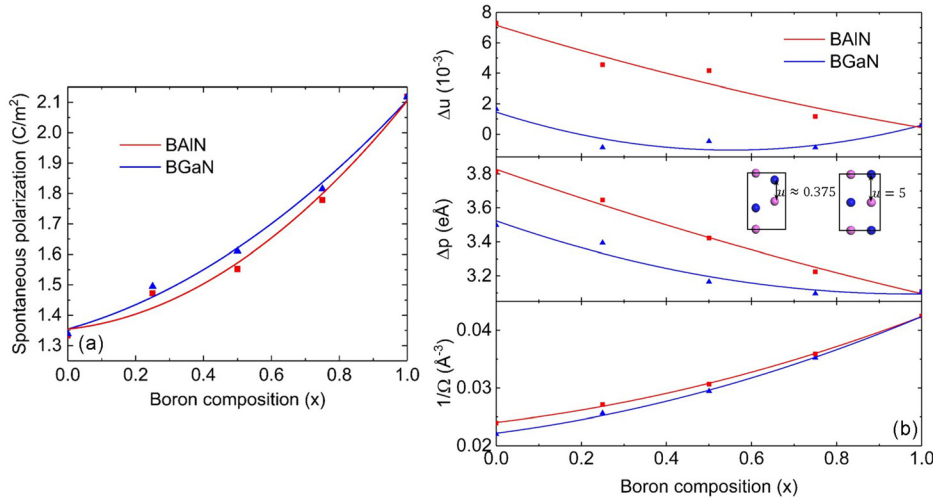 2.1
2.0
1.9
1.8
1.7
1.6
1.5
1.4
1.3
Spontaneous polarization (C/m²)
BAlN
BGaN
(a)
0.0 0.2 0.4 0.6 0.8 1.0
Boron composition (x)
8
6
4
2
0
Δu (10⁻³)
BAlN
BGaN
3.8
3.6
3.4
3.2
Δp (eÅ)
u ≈ 0.375
u = 5
0.04
0.03
0.02
1/Ω (Å⁻³)
(b)
0.0 0.2 0.4 0.6 0.8 1.0
Boron composition (x)